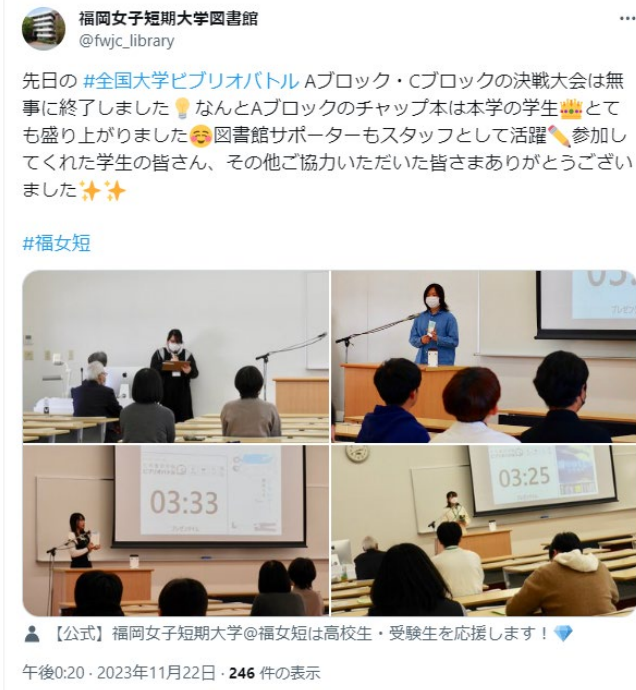 福岡女子短期大学図書館
@fwjc_library
先日の #全国大学ビブリオバトル Aブロック・Cブロックの決戦大会は無
事に終了しました💡なんとAブロックのチャップ本は本学の学生👑とて
も盛り上がりました☺️図書館サポーターもスタッフとして活躍✏️参加し
てくれた学生の皆さん、その他ご協力いただいた皆さまありがとうござい
ました✨✨
#福女短
03:33
03:25
【公式】福岡女子短期大学@福女短は高校生・受験生を応援します！💎
午後0:20 · 2023年11月22日 · 246 件の表示